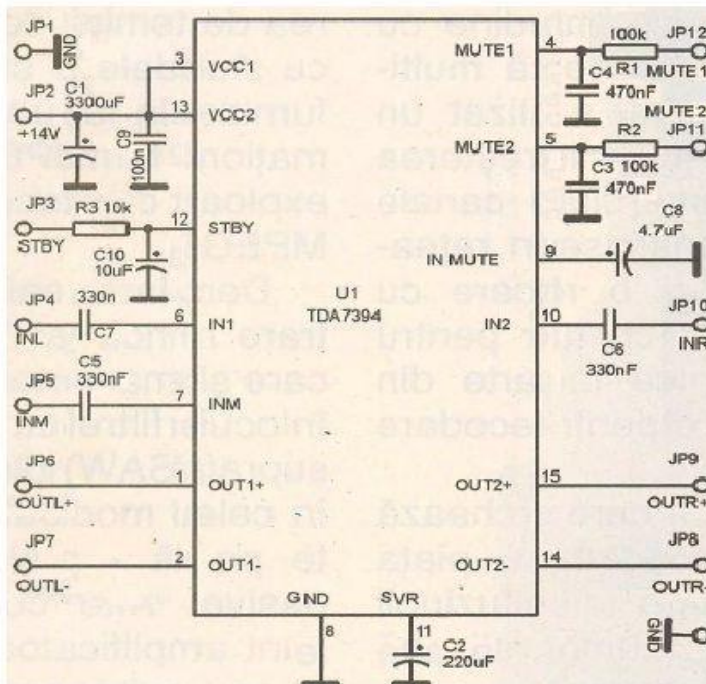 JP1
GND
JP2
+14V
C1
3300uF
C9
100n
3
VCC1
13
VCC2
JP3
STBY
R3 10k
12
STBY
C10
10uF
JP4
INL
330n
C7
6
IN1
C5
330nF
JP5
INM
7
INM
JP6
OUTL+
1
OUT1+
JP7
OUTL-
2
OUT1-
U1
TDA7394
GND
8
SVR
11
C2
220uF
MUTE1
4
100k
R1
JP12
MUTE 1
C4
470nF
MUTE 2
MUTE2
5
R2
100k
JP11
C3
470nF
IN MUTE
9
C8
4.7uF
IN2
10
C6
330nF
JP10
INIR
OUT2+
15
JP9
OUTR+
OUT2-
14
JP8
OUTR-
GND